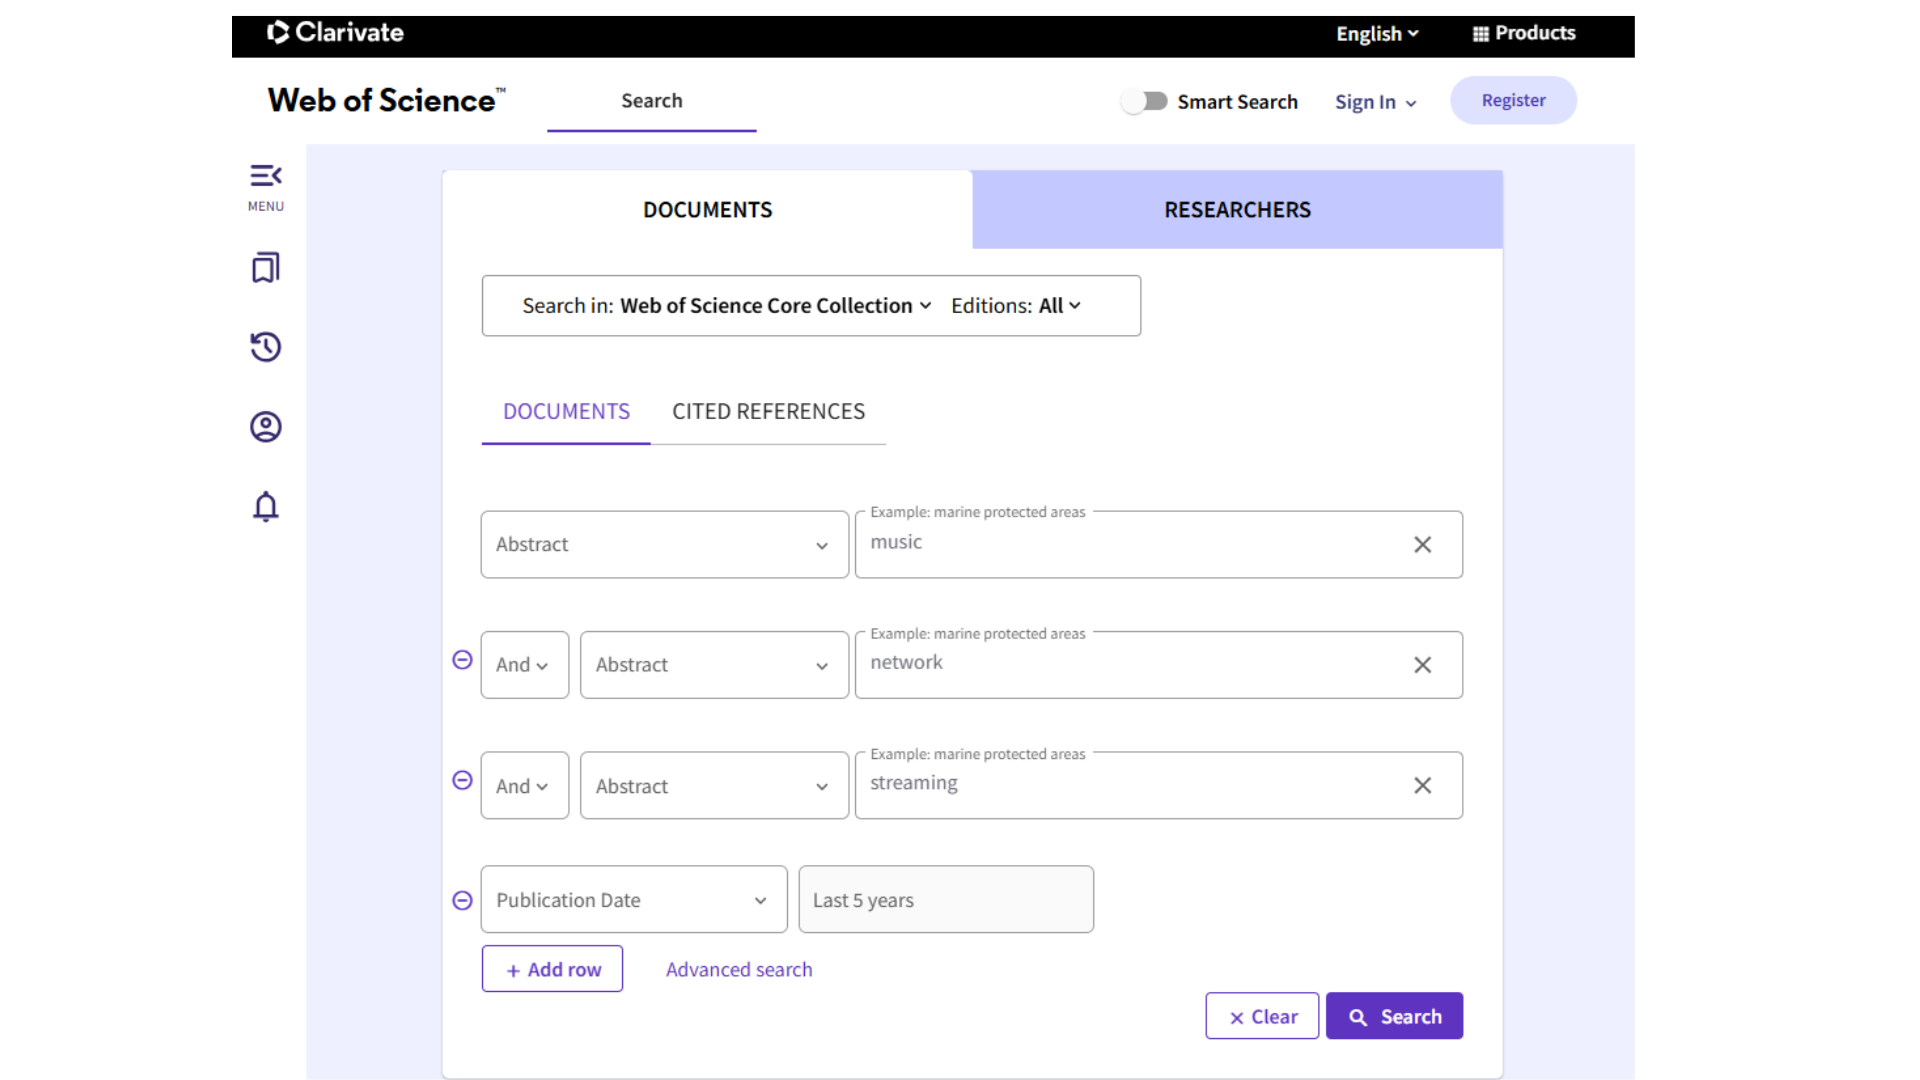 Clarivate
English
Products
Web of Science™
Search
Smart Search
Sign In
Register
MENU
DOCUMENTS
RESEARCHERS
Search in: Web of Science Core Collection Editions: All
DOCUMENTS
CITED REFERENCES
Example: marine protected areas
Abstract
music
Example: marine protected areas
And
Abstract
network
Example: marine protected areas
And
Abstract
streaming
Publication Date
Last 5 years
+ Add row
Advanced search
× Clear
Search